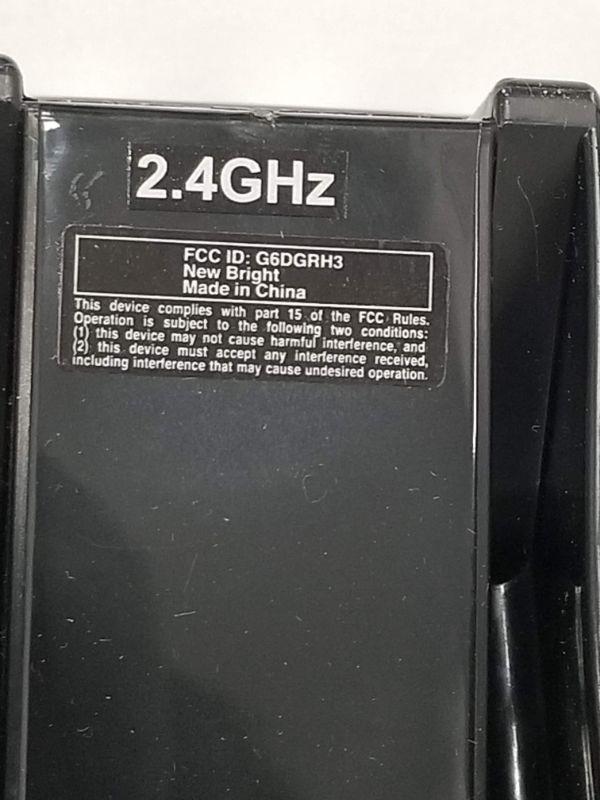 2.4GHz
FCC ID: G6DGRH3
New Bright
Made in China
This device complies with part 15 of the FCC Rules.
Operation is subject to the following two conditions:
(1) this device may not cause harmful interference, and
(2) this device must accept any interference received,
including interference that may cause undesired operation.